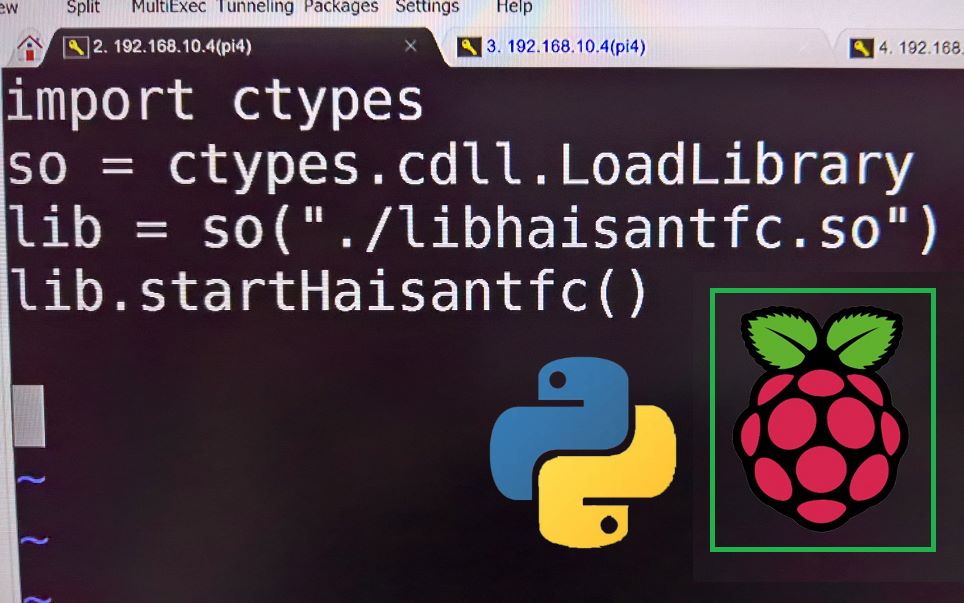 Split MultiExec Tunneling Packages Settings Help
2. 192.168.10.4(pi4) 3. 192.168.10.4(pi4) 4. 192.168.
import ctypes
so = ctypes.cdll.LoadLibrary
lib = so("./libhaisantfc.so")
lib.startHaisantfc()
~
~
~